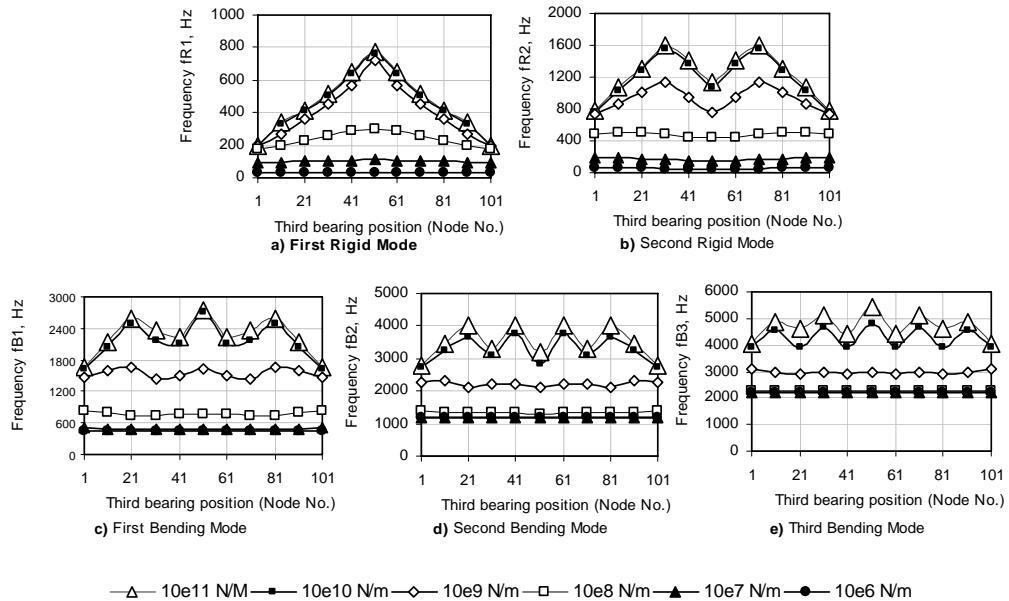 Frequency fR1, Hz
1000
800
600
400
200
0
1 21 41 61 81 101
Third bearing position (Node No.)
a) First Rigid Mode
Frequency fR2, Hz
2000
1600
1200
800
400
0
1 21 41 61 81 101
Third bearing position (Node No.)
b) Second Rigid Mode
Frequency fB1, Hz
3000
2400
1800
1200
600
0
1 21 41 61 81 101
Third bearing position (Node No.)
c) First Bending Mode
Frequency fB2, Hz
5000
4000
3000
2000
1000
0
1 21 41 61 81 101
Third bearing position (Node No.)
d) Second Bending Mode
Frequency fB3, Hz
6000
5000
4000
3000
2000
1000
0
1 21 41 61 81 101
Third bearing position (Node No.)
e) Third Bending Mode
10e11 N/M 10e10 N/m 10e9 N/m 10e8 N/m 10e7 N/m 10e6 N/m